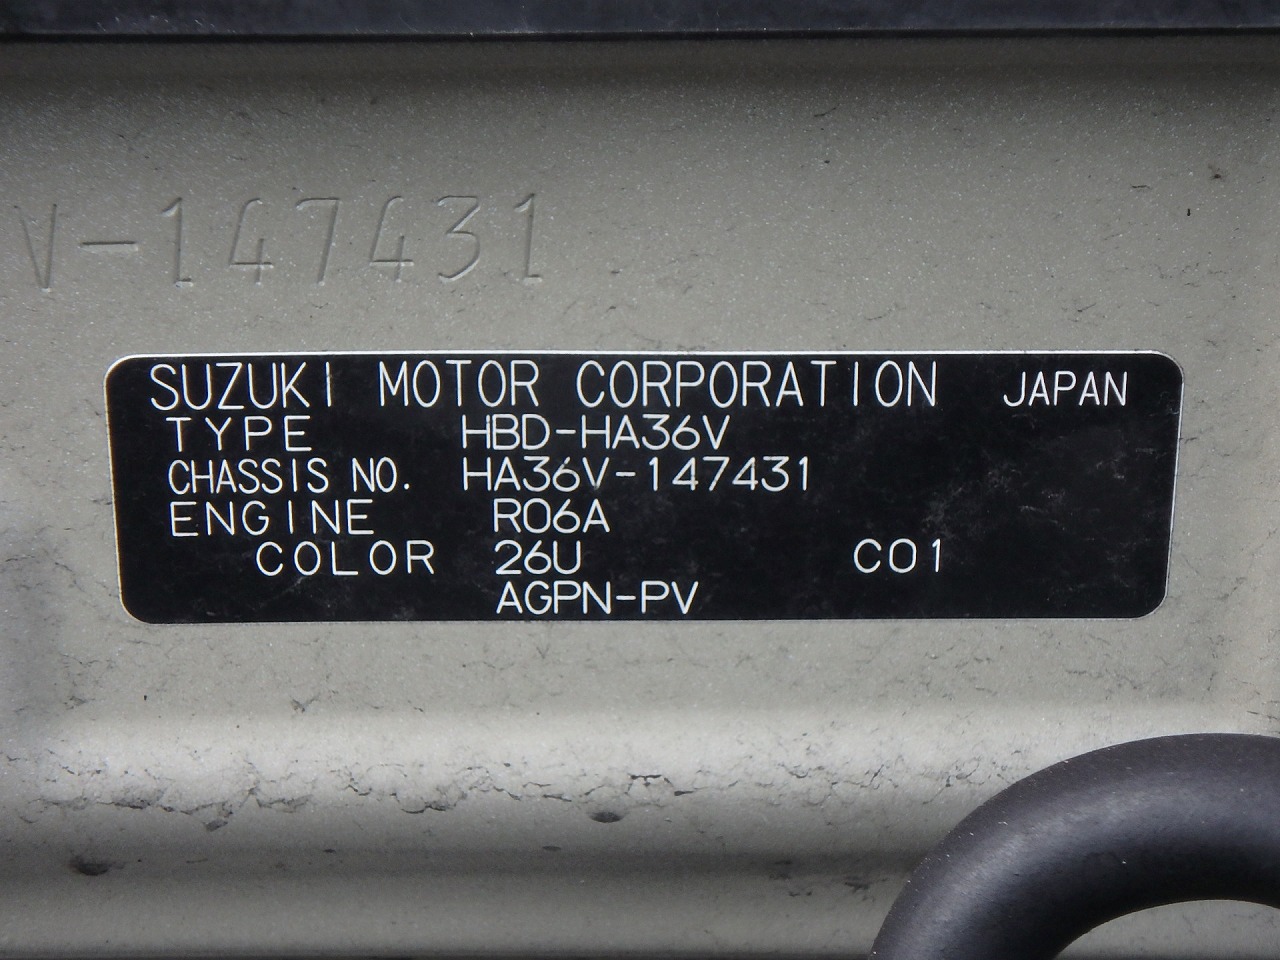 V-147431
SUZUKI MOTOR CORPORATION JAPAN
TYPE HBD-HA36V
CHASSIS NO. HA36V-147431
ENGINE R06A
COLOR 26U C01
AGPN-PV